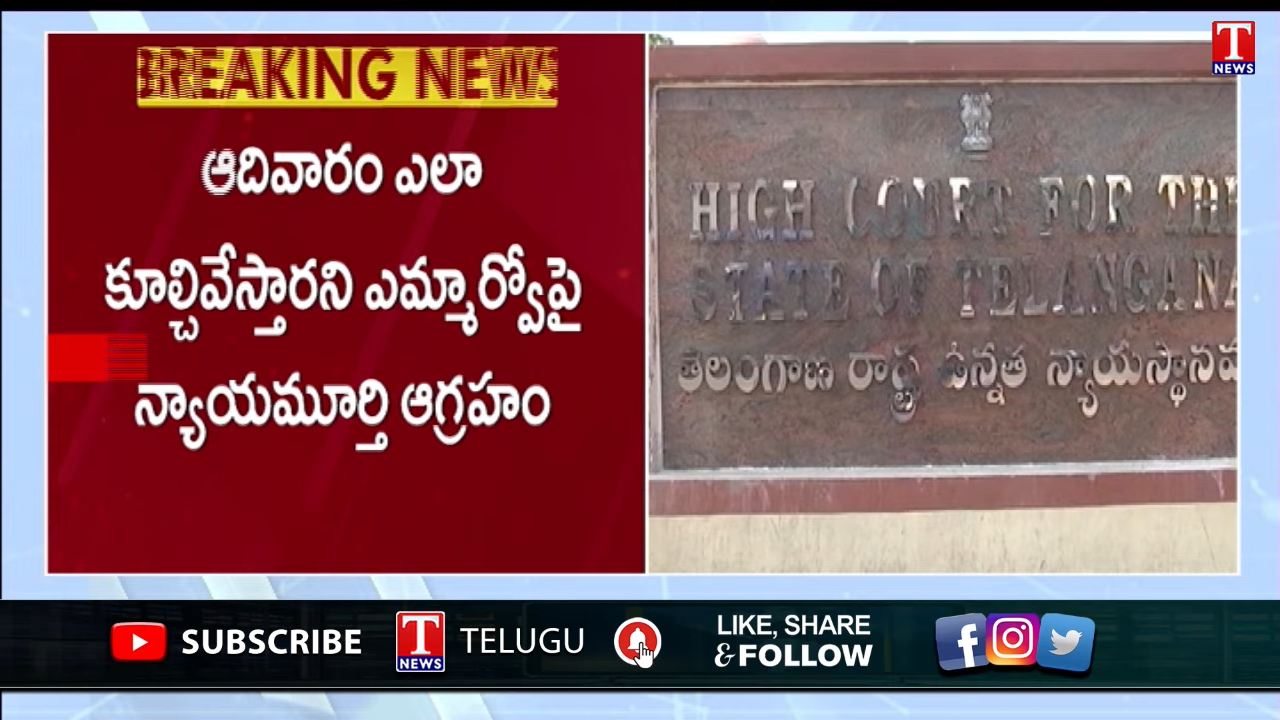 BREAKING NEWS
ఆదివారం ఎలా
కూల్చివేస్తారని ఎమ్మార్వోపై
న్యాయమూర్తి ఆగ్రహం
T
NEWS
HIGH COURT FOR THE
STATE OF TELANGANA
తెలంగాణ రాష్ట్ర ఉన్నత న్యాయస్థానవ
SUBSCRIBE
T
NEWS
TELUGU
LIKE, SHARE
& FOLLOW